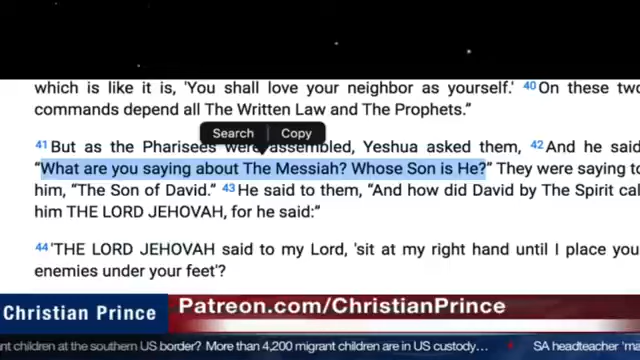 which is like it is, 'You shall love your neighbor as yourself.' 40 On these two
commands depend all The Written Law and The Prophets.”
Search Copy
41 But as the Pharisees were assembled, Yeshua asked them, 42 And he said
“What are you saying about The Messiah? Whose Son is He?” They were saying to
him, “The Son of David.” 43 He said to them, “And how did David by The Spirit cal
him THE LORD JEHOVAH, for he said:”
44 'THE LORD JEHOVAH said to my Lord, 'sit at my right hand until I place you
enemies under your feet'?
Christian Prince
Patreon.com/ChristianPrince
ant children at the southern US border? More than 4,200 migrant children are in US custody... SA headteacher 'ma